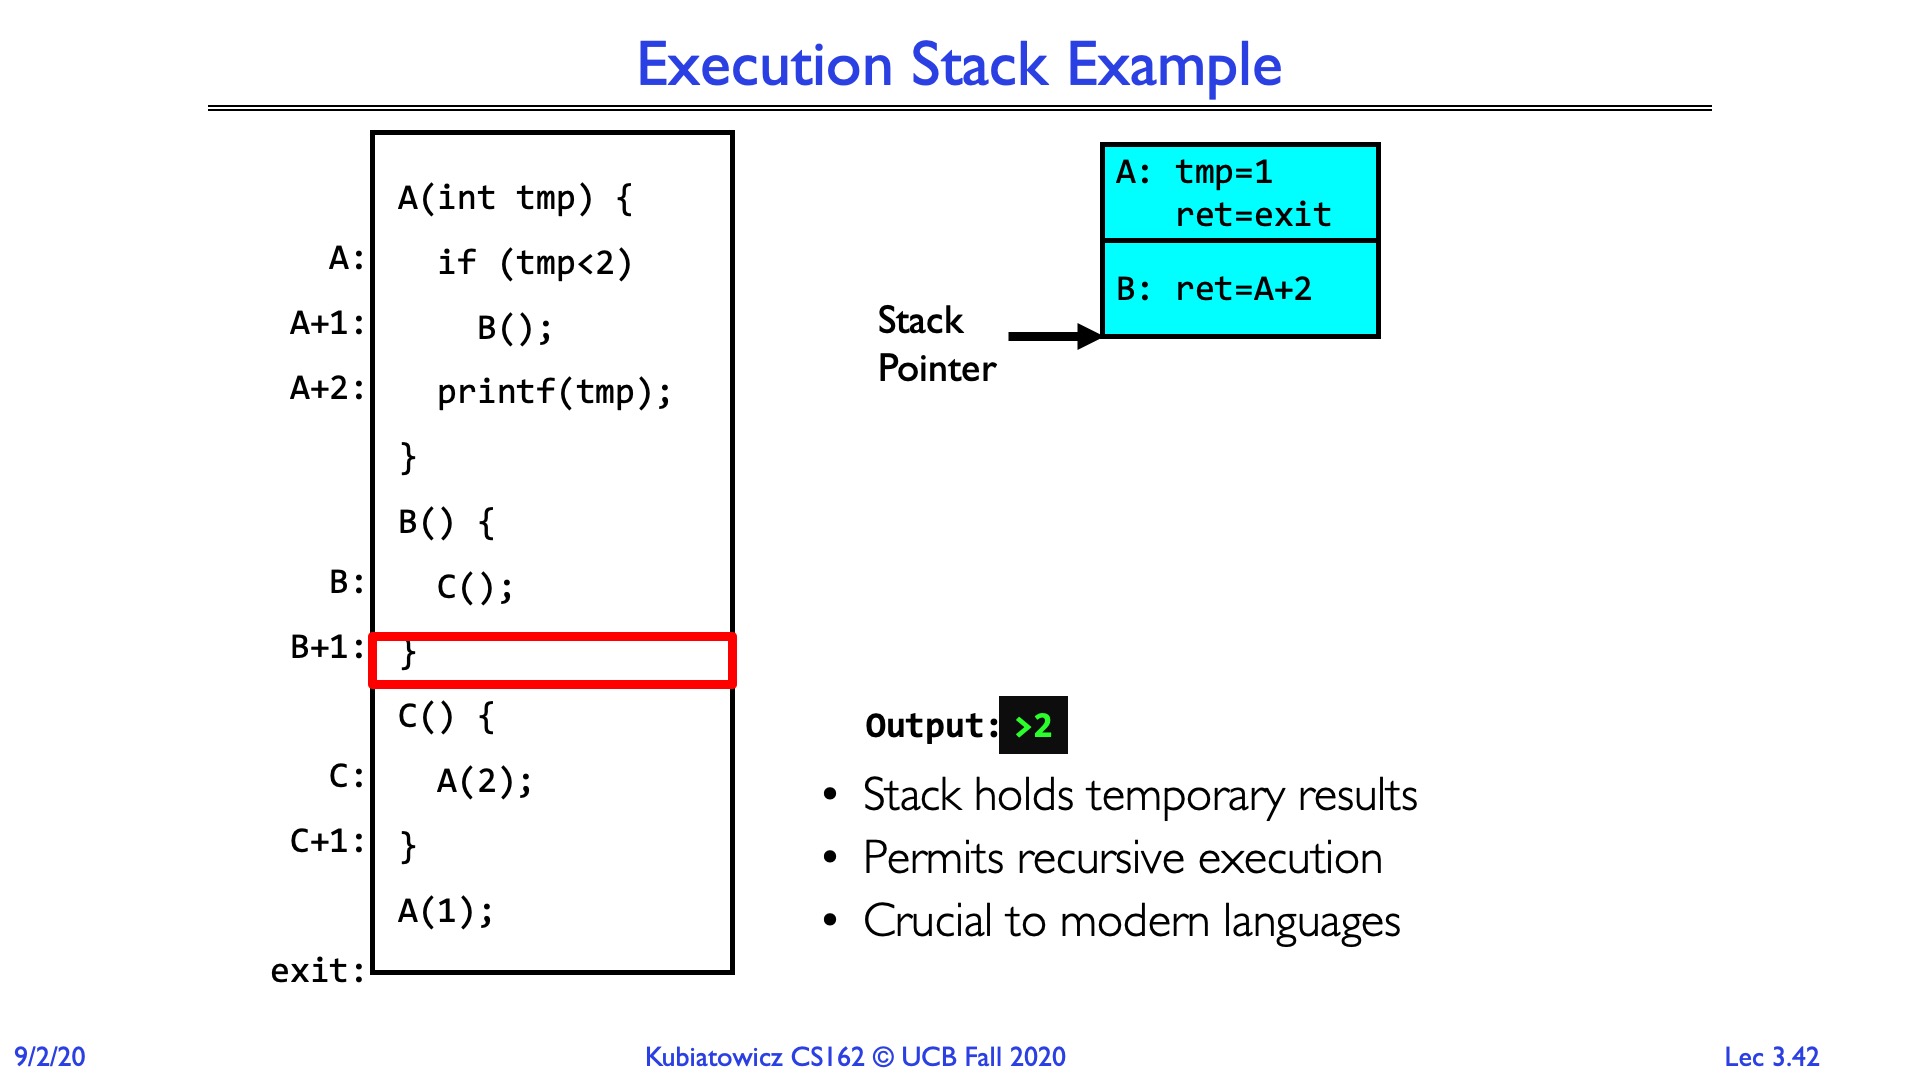 Execution Stack Example
A(int tmp) {
A: if (tmp<2)
A+1: B();
A+2: printf(tmp);
}
B() {
B: C();
B+1: }
C() {
C: A(2);
C+1: }
A(1);
exit:
A: tmp=1
ret=exit
B: ret=A+2
Stack
Pointer
Output: >2
• Stack holds temporary results
• Permits recursive execution
• Crucial to modern languages
9/2/20
Kubiatowicz CS162 © UCB Fall 2020
Lec 3.42